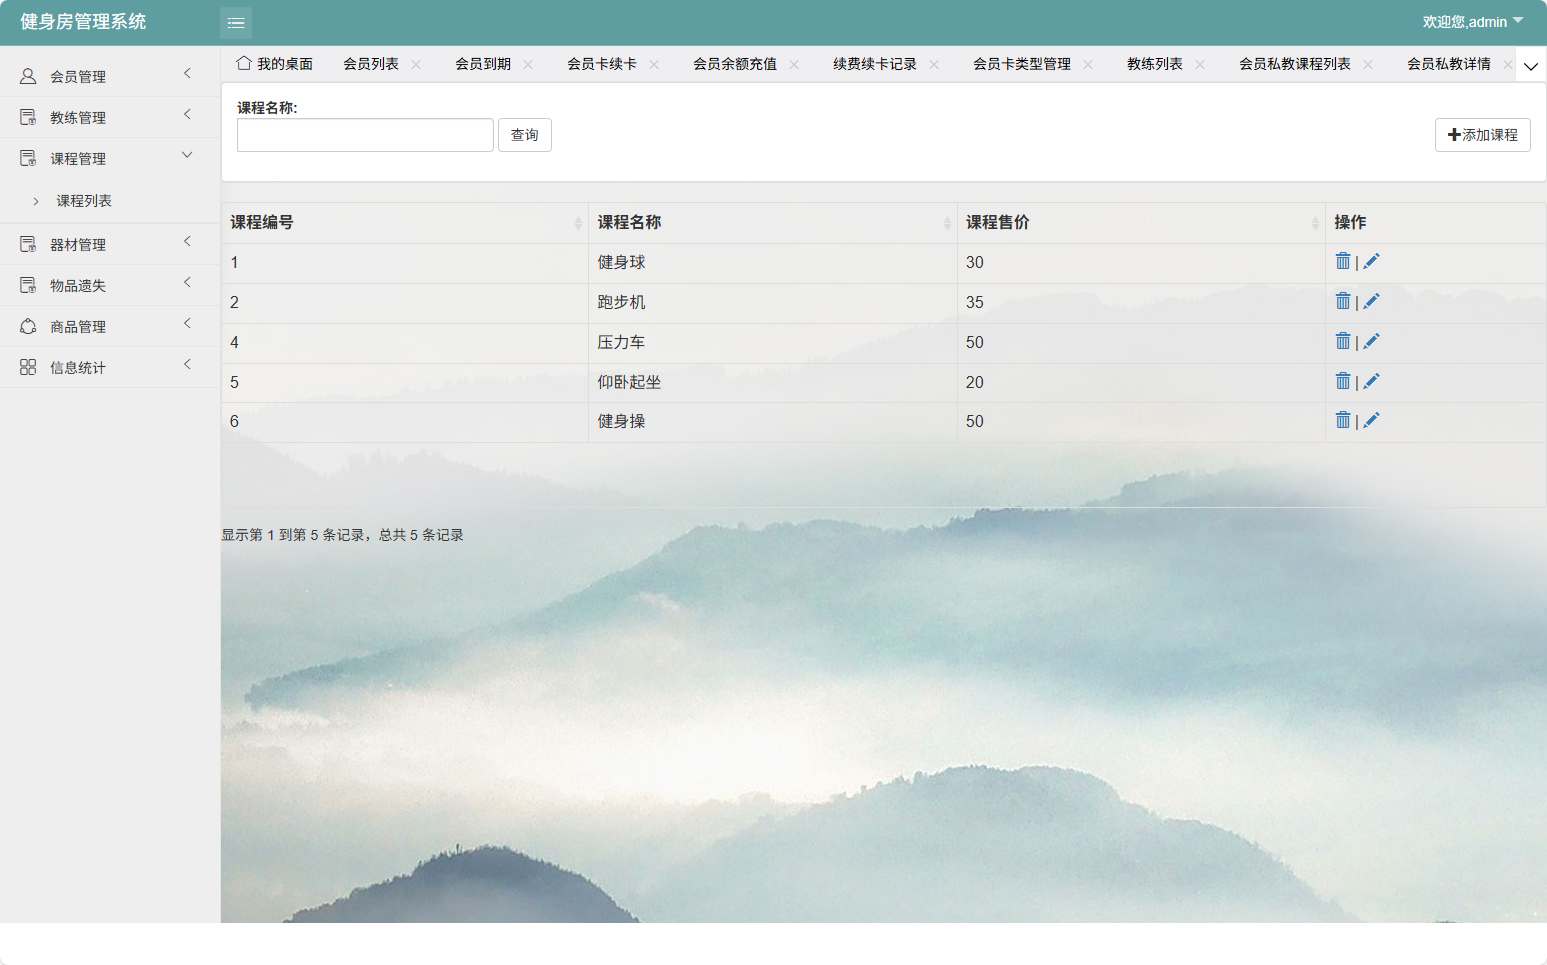 健身房管理系统
欢迎您,admin
会员管理
教练管理
课程管理
课程列表
器材管理
物品遗失
商品管理
信息统计
我的桌面 会员列表 会员到期 会员卡续卡 会员余额充值 续费续卡记录 会员卡类型管理 教练列表 会员私教课程列表 会员私教详情
课程名称:
查询
添加课程
课程编号 课程名称 课程售价 操作
1 健身球 30 |
2 跑步机 35 |
4 压力车 50 |
5 仰卧起坐 20 |
6 健身操 50 |
显示第 1 到第 5 条记录，总共 5 条记录